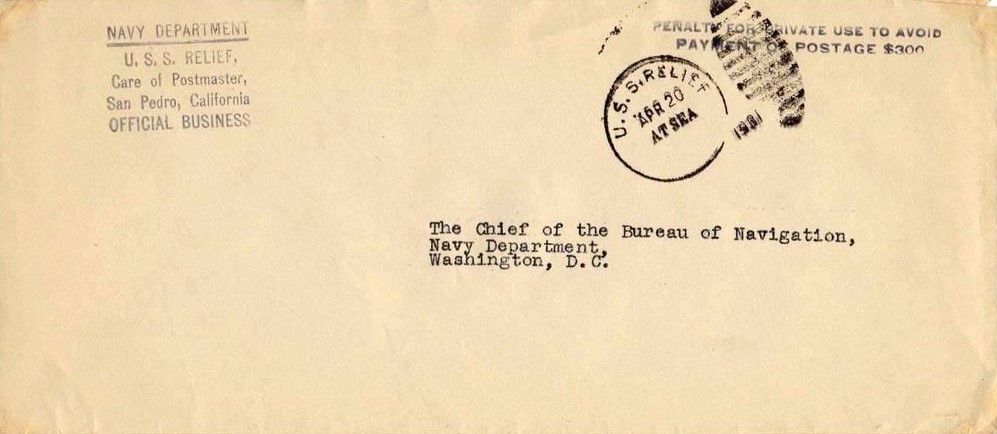 NAVY DEPARTMENT
U. S. S. RELIEF,
Care of Postmaster,
San Pedro, California
OFFICIAL BUSINESS
PENALTY FOR PRIVATE USE TO AVOID
PAYMENT OF POSTAGE $300
U. S. S. RELIEF
APR 20
AT SEA
The Chief of the Bureau of Navigation,
Navy Department,
Washington, D.C.